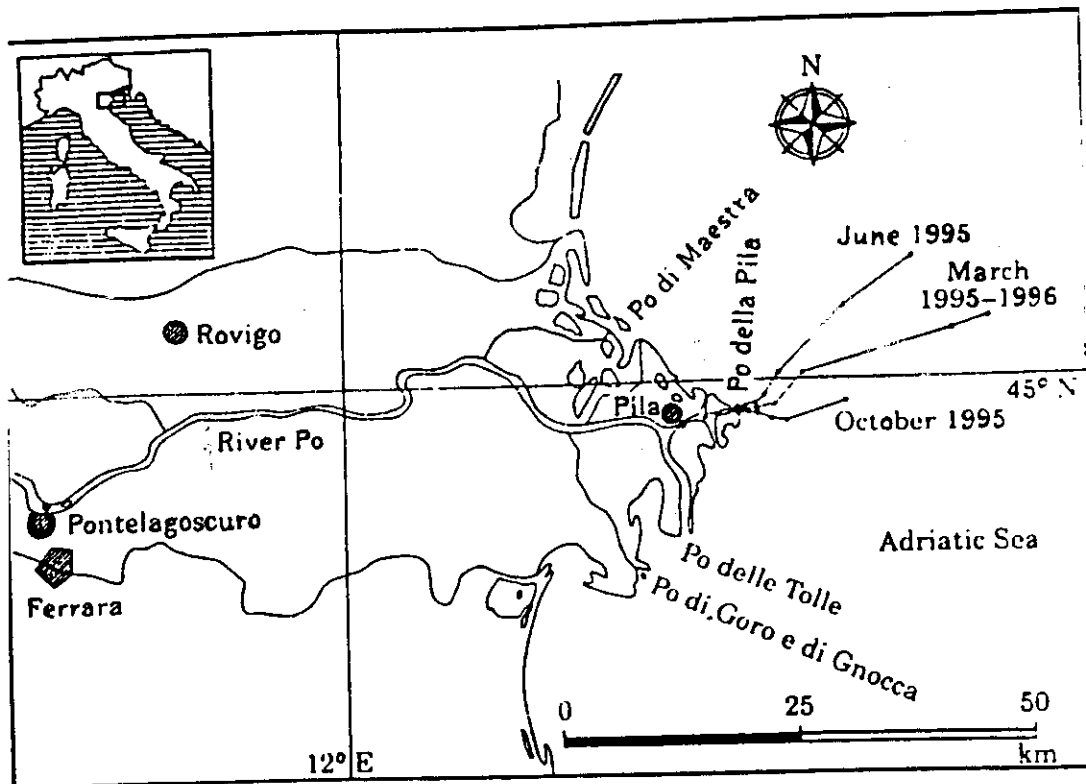 N
Po di Maestra
Po della Pila
June 1995
March
1995-1996
Rovigo
45° N
Pila
October 1995
River Po
Pontelagoscuro
Adriatic Sea
Po delle Tolle
Ferrara
Po di Goro e di Gnocca
0 25 50
km
12° E